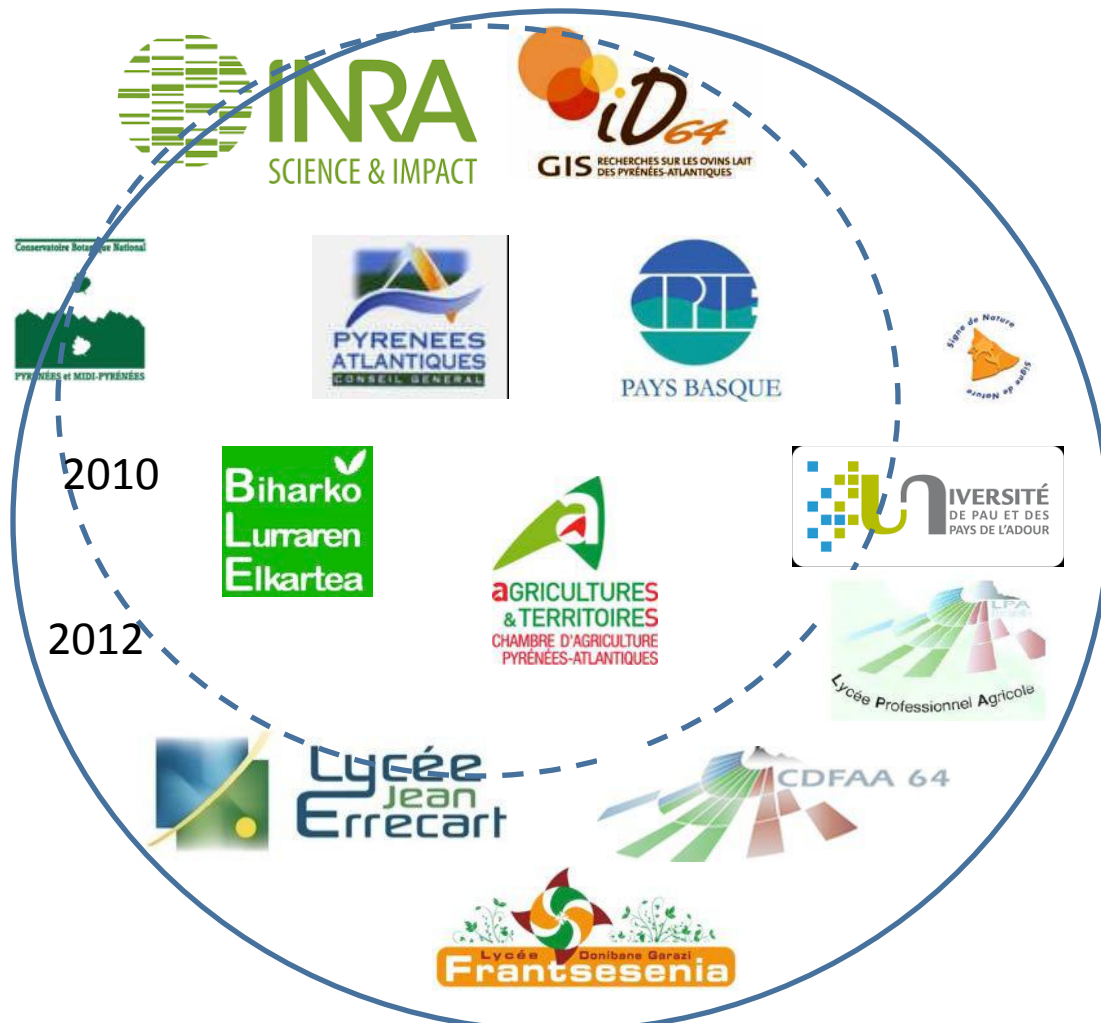 INRA
SCIENCE & IMPACT
iD64
GIS RECHERCHES SUR LES OVINS LAIT
DES PYRÉNÉES-ATLANTIQUES
Conservatoire Botanique National
PYRÉNÉES et MIDI-PYRÉNÉES
PYRENEES
ATLANTIQUES
CONSEIL GENERAL
CPIE
PAYS BASQUE
Signe de Nature
Signe de Nature
2010
Biharko
Lurraren
Elkartea
aGRICULTURES
& TERRITOIRES
CHAMBRE D'AGRICULTURE
PYRÉNÉES-ATLANTIQUES
UNIVERSITÉ
DE PAU ET DES
PAYS DE L'ADOUR
2012
LPA
Lycée Professionnel Agricole
Lycée
Jean
Errecart
CDFAA 64
Lycée Donibane Garazi
Frantsesenia